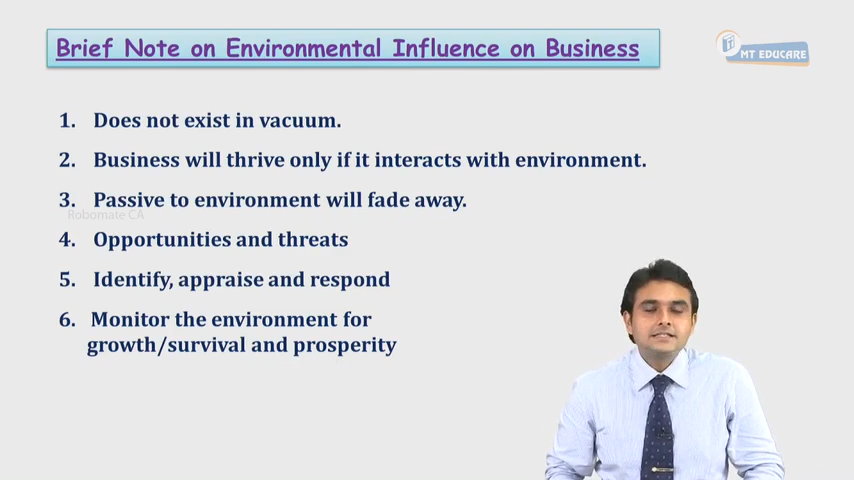 Brief Note on Environmental Influence on Business
MT EDUCARE
1. Does not exist in vacuum.
2. Business will thrive only if it interacts with environment.
3. Passive to environment will fade away.
Robomate CA
4. Opportunities and threats
5. Identify, appraise and respond
6. Monitor the environment for
growth/survival and prosperity